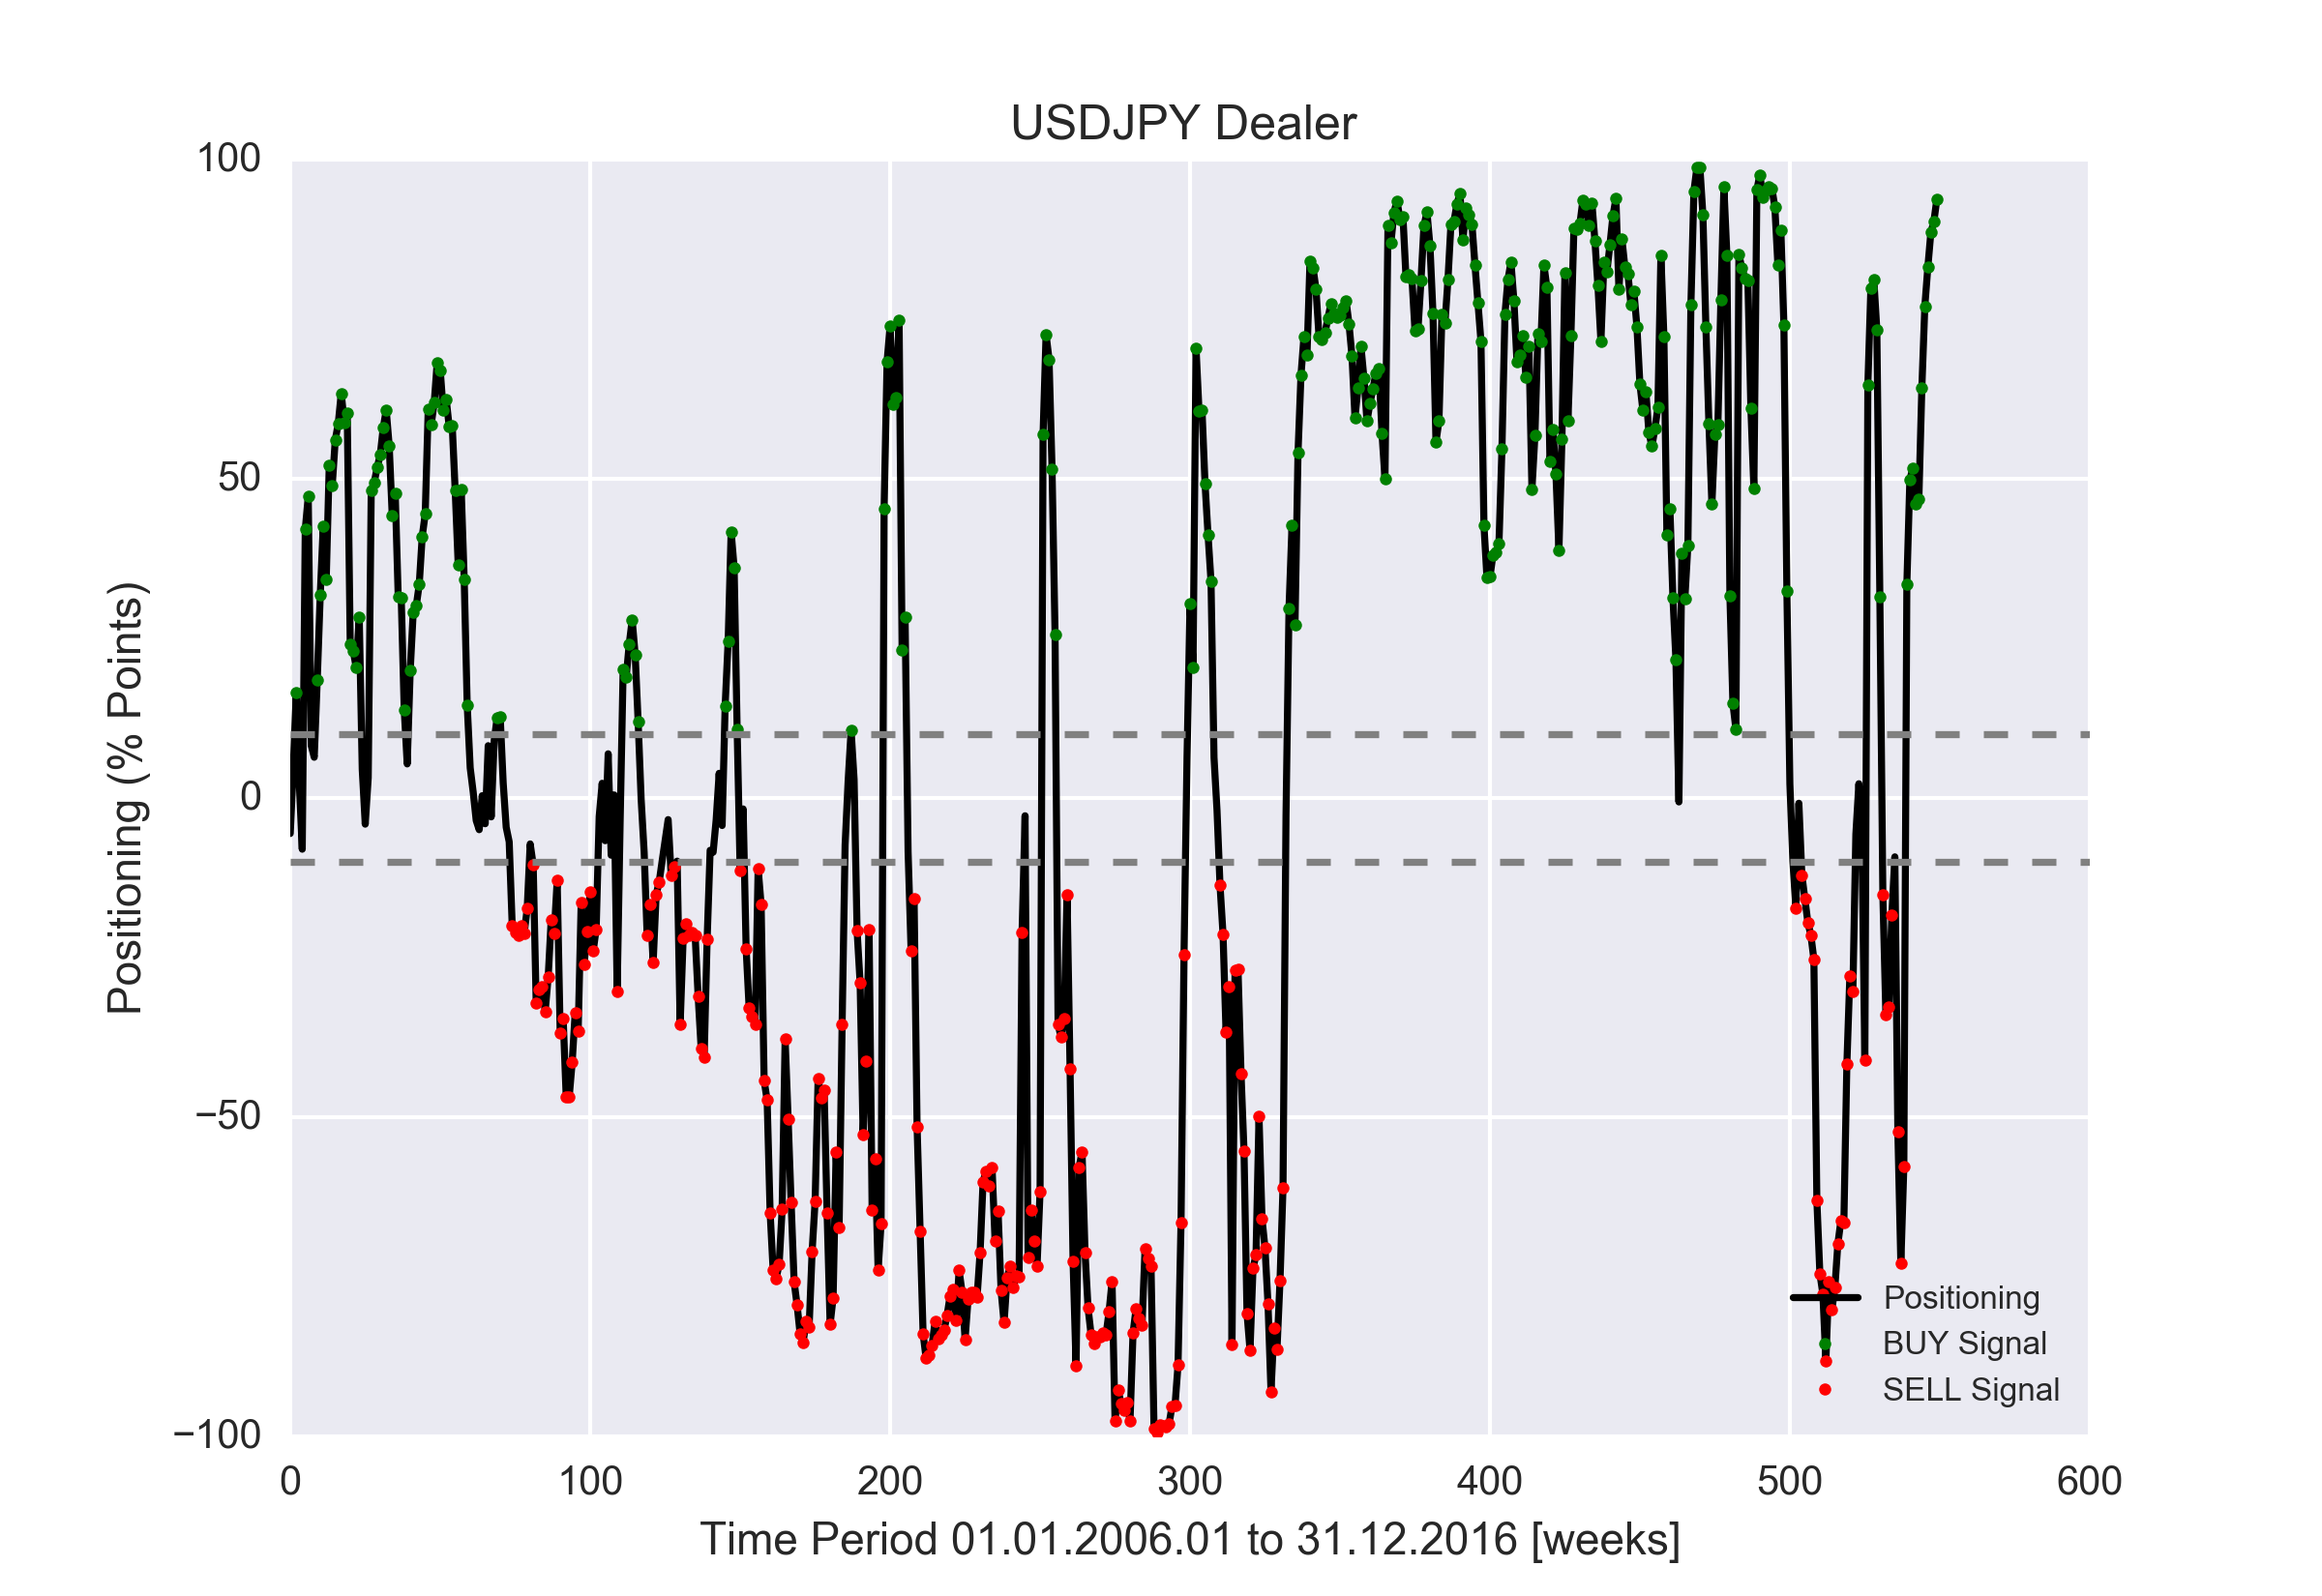 USDJPY Dealer
100
50
0
−50
−100
Positioning (% Points)
0 100 200 300 400 500 600
Time Period 01.01.2006.01 to 31.12.2016 [weeks]
Positioning
BUY Signal
SELL Signal